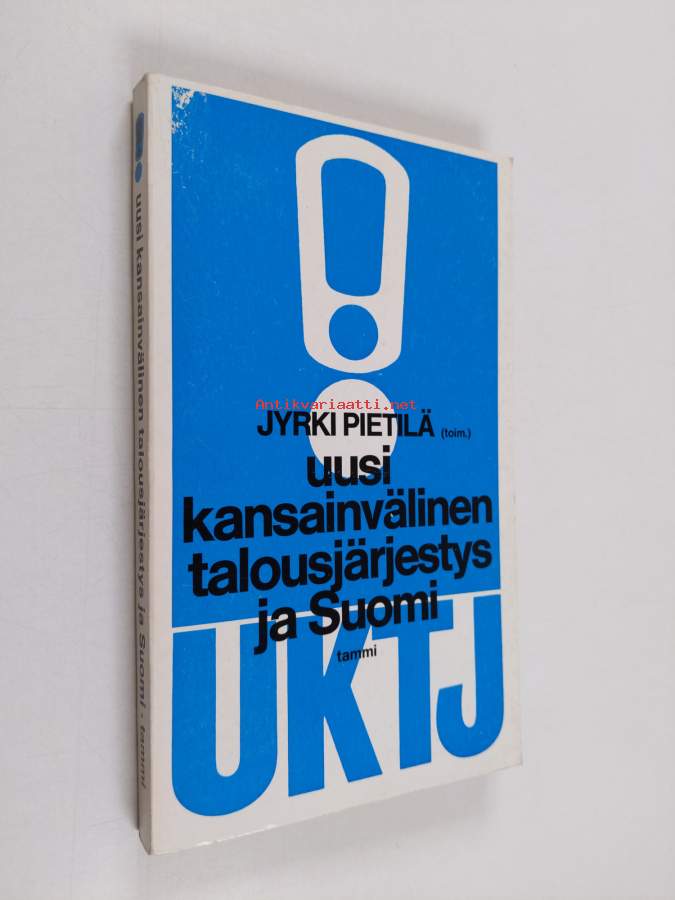 uusi kansainvälinen talousjärjestys ja Suomi - tammi
Antikvariaatti.net
JYRKI PIETILÄ (toim.)
uusi
kansainvälinen
talousjärjestys
ja Suomi
tammi
UKTJ